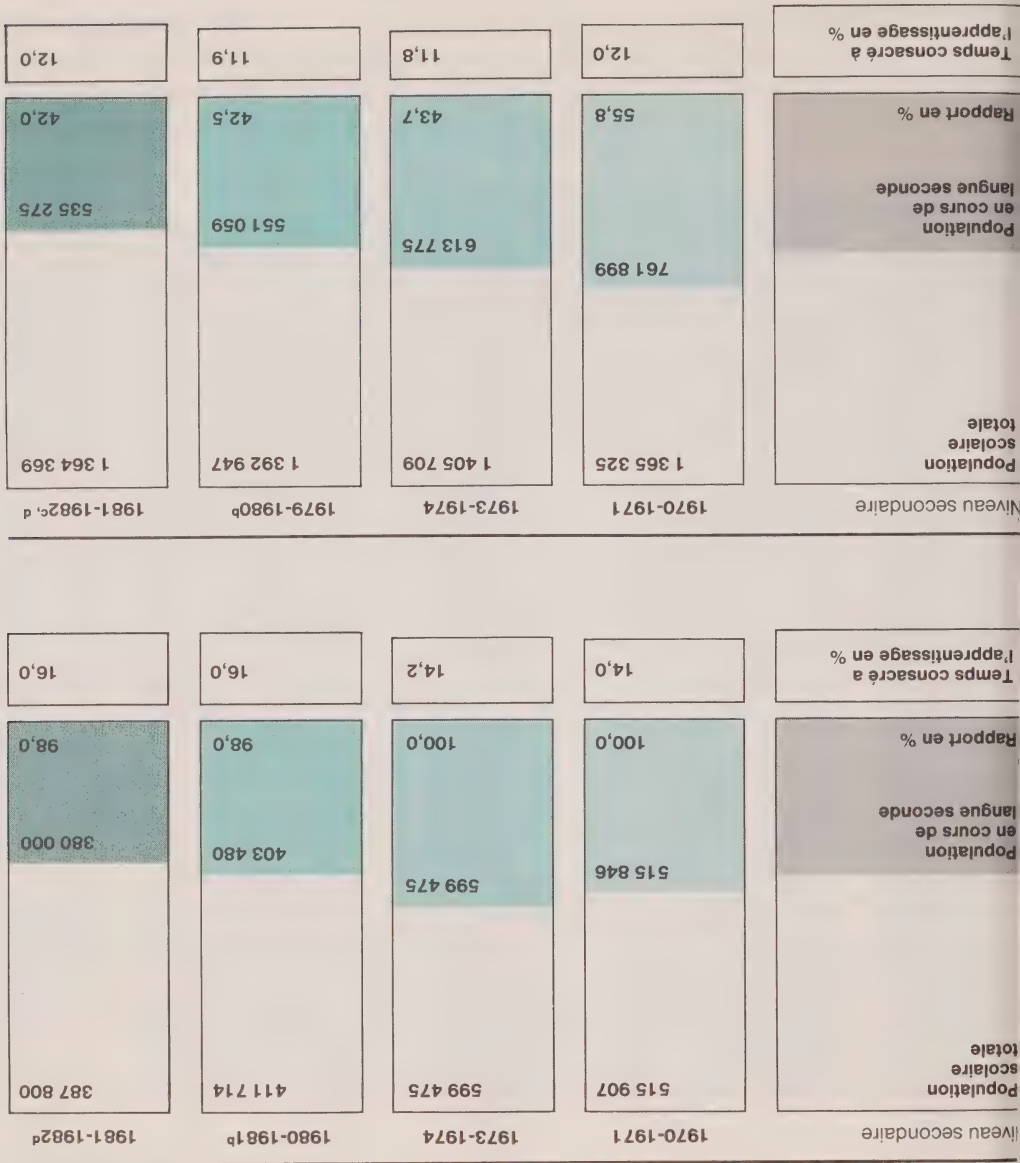 iveau secondaire 1970-1971 1973-1974 1980-1981b 1981-1982d
Population
scolaire
totale
515 907 599 475 411 714 387 800
Population
en cours de
langue seconde
515 846 599 475 403 480 380 000
Rapport en % 100,0 100,0 98,0 98,0
Temps consacré a
l'apprentissage en %
14,0 14,2 16,0 16,0
Niveau secondaire 1970-1971 1973-1974 1979-1980b 1981-1982c, d
Population
scolaire
totale
1 365 325 1 405 709 1 392 947 1 364 369
Population
en cours de
langue seconde
761 899 613 775 551 059 535 275
Rapport en % 55,8 43,7 42,5 42,0
Temps consacré à
l'apprentissage en %
12,0 11,8 11,9 12,0